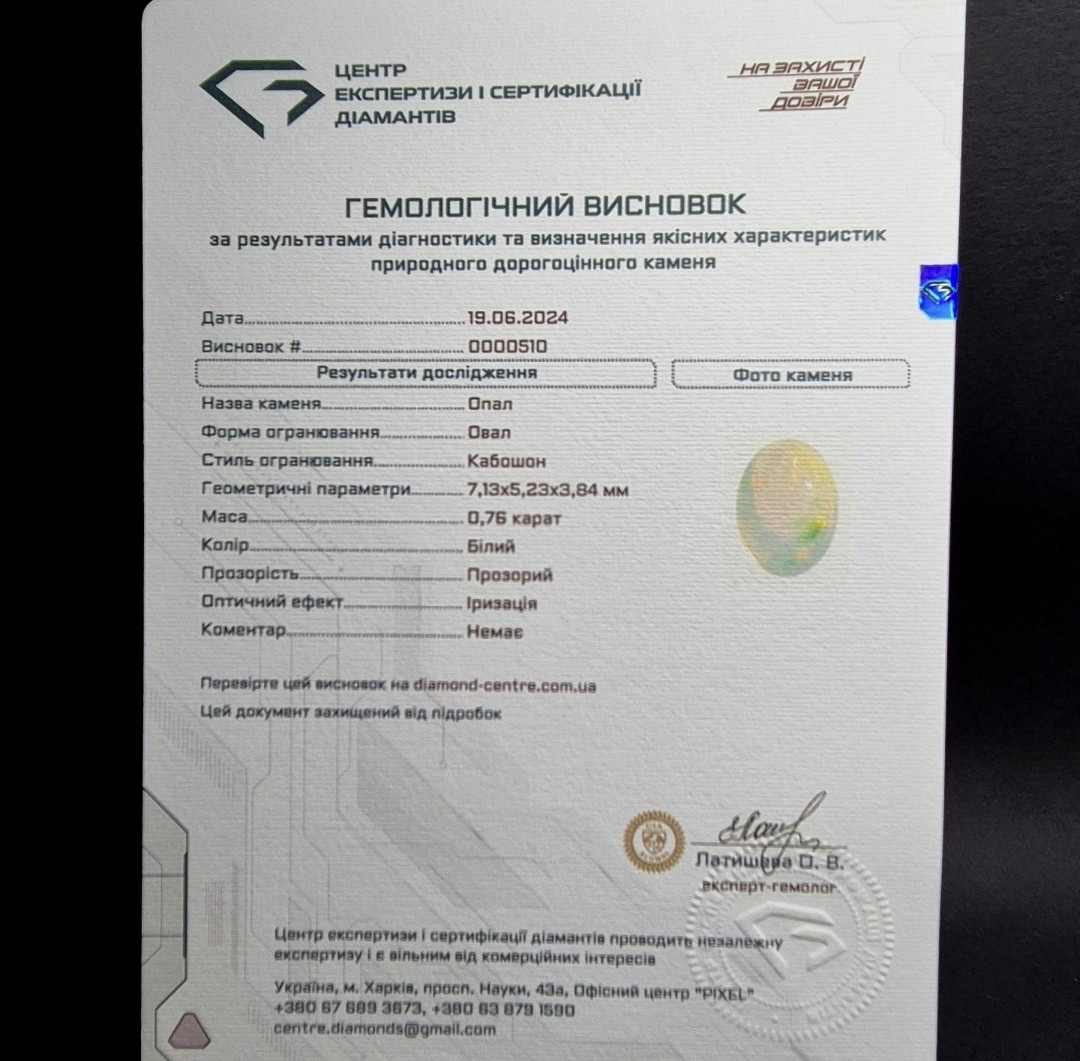 ЦЕНТР
ЕКСПЕРТИЗИ І СЕРТИФІКАЦІЇ
ДІАМАНТІВ
НА ЗАХИСТІ
ВАШОЇ
ДОВІРИ
ГЕМОЛОГІЧНИЙ ВИСНОВОК
за результатами діагностики та визначення якісних характеристик
природного дорогоцінного каменя
Дата 19.06.2024
Висновок # 0000510
Результати дослідження
Фото каменя
Назва каменя Опал
Форма огранювання Овал
Стиль огранювання Кабошон
Геометричні параметри 7,13x5,23x3,84 мм
Маса 0,76 карат
Колір Білий
Прозорість Прозорий
Оптичний ефект Іризація
Коментар Немає
Перевірте цей висновок на diamond-centre.com.ua
Цей документ захищений від підробок
Латишева О. В.
експерт-гемолог
Центр експертизи і сертифікації діамантів проводить незалежну
експертизу і є вільним від комерційних інтересів
Україна, м. Харків, просп. Науки, 43а, Офісний центр "PIXEL"
+380 67 689 3673, +380 63 879 1590
centre.diamonds@gmail.com